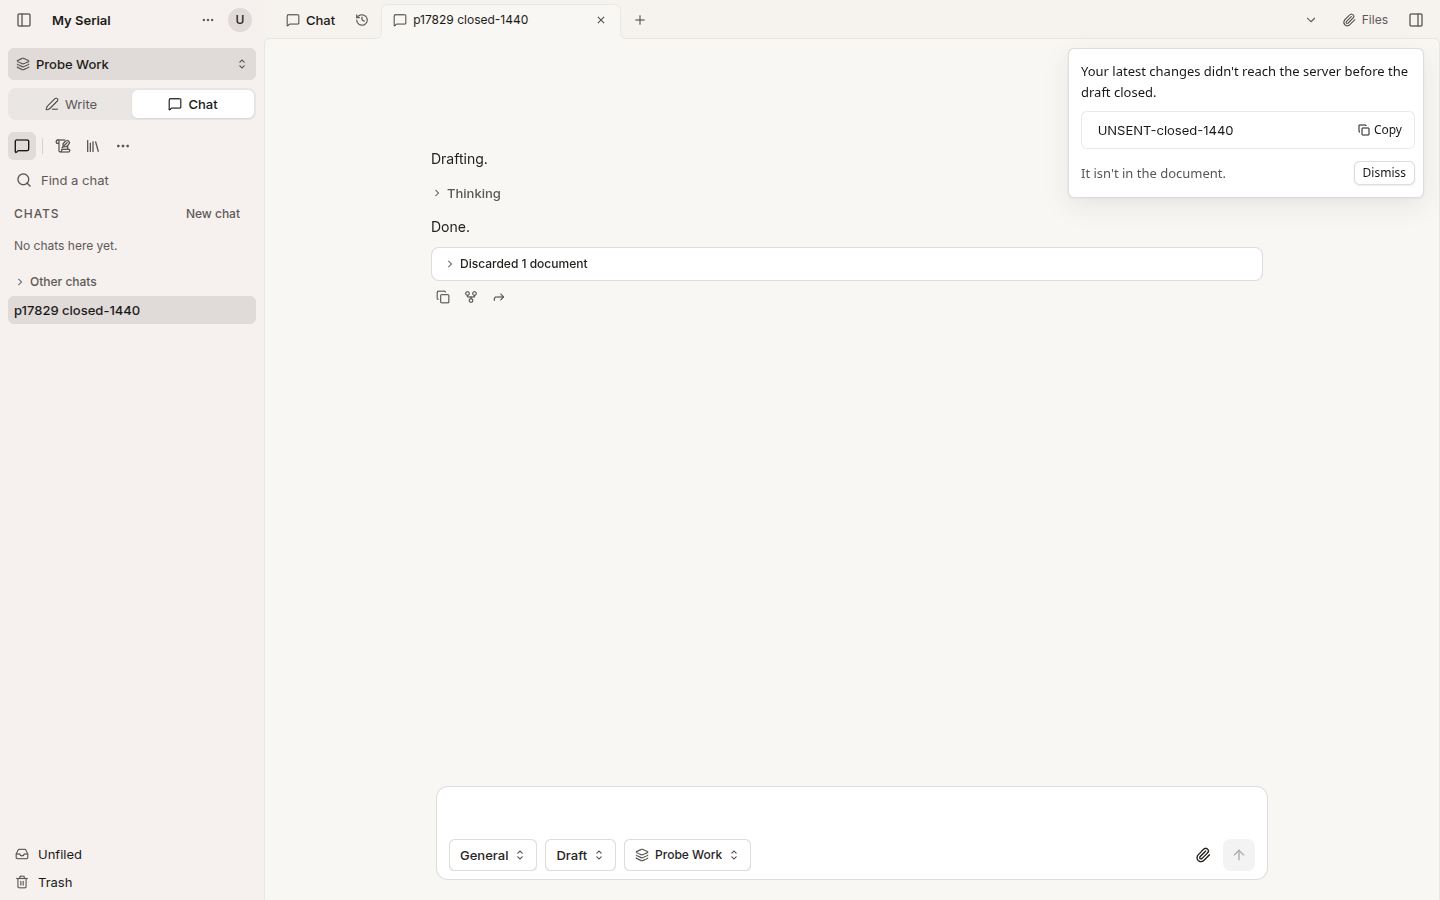 My Serial
U
Probe Work
Write
Chat
Find a chat
CHATS
New chat
No chats here yet.
Other chats
p17829 closed-1440
Unfiled
Trash
Chat
p17829 closed-1440
Files
Your latest changes didn't reach the server before the
draft closed.
UNSENT-closed-1440
Copy
It isn't in the document.
Dismiss
Drafting.
Thinking
Done.
Discarded 1 document
General
Draft
Probe Work